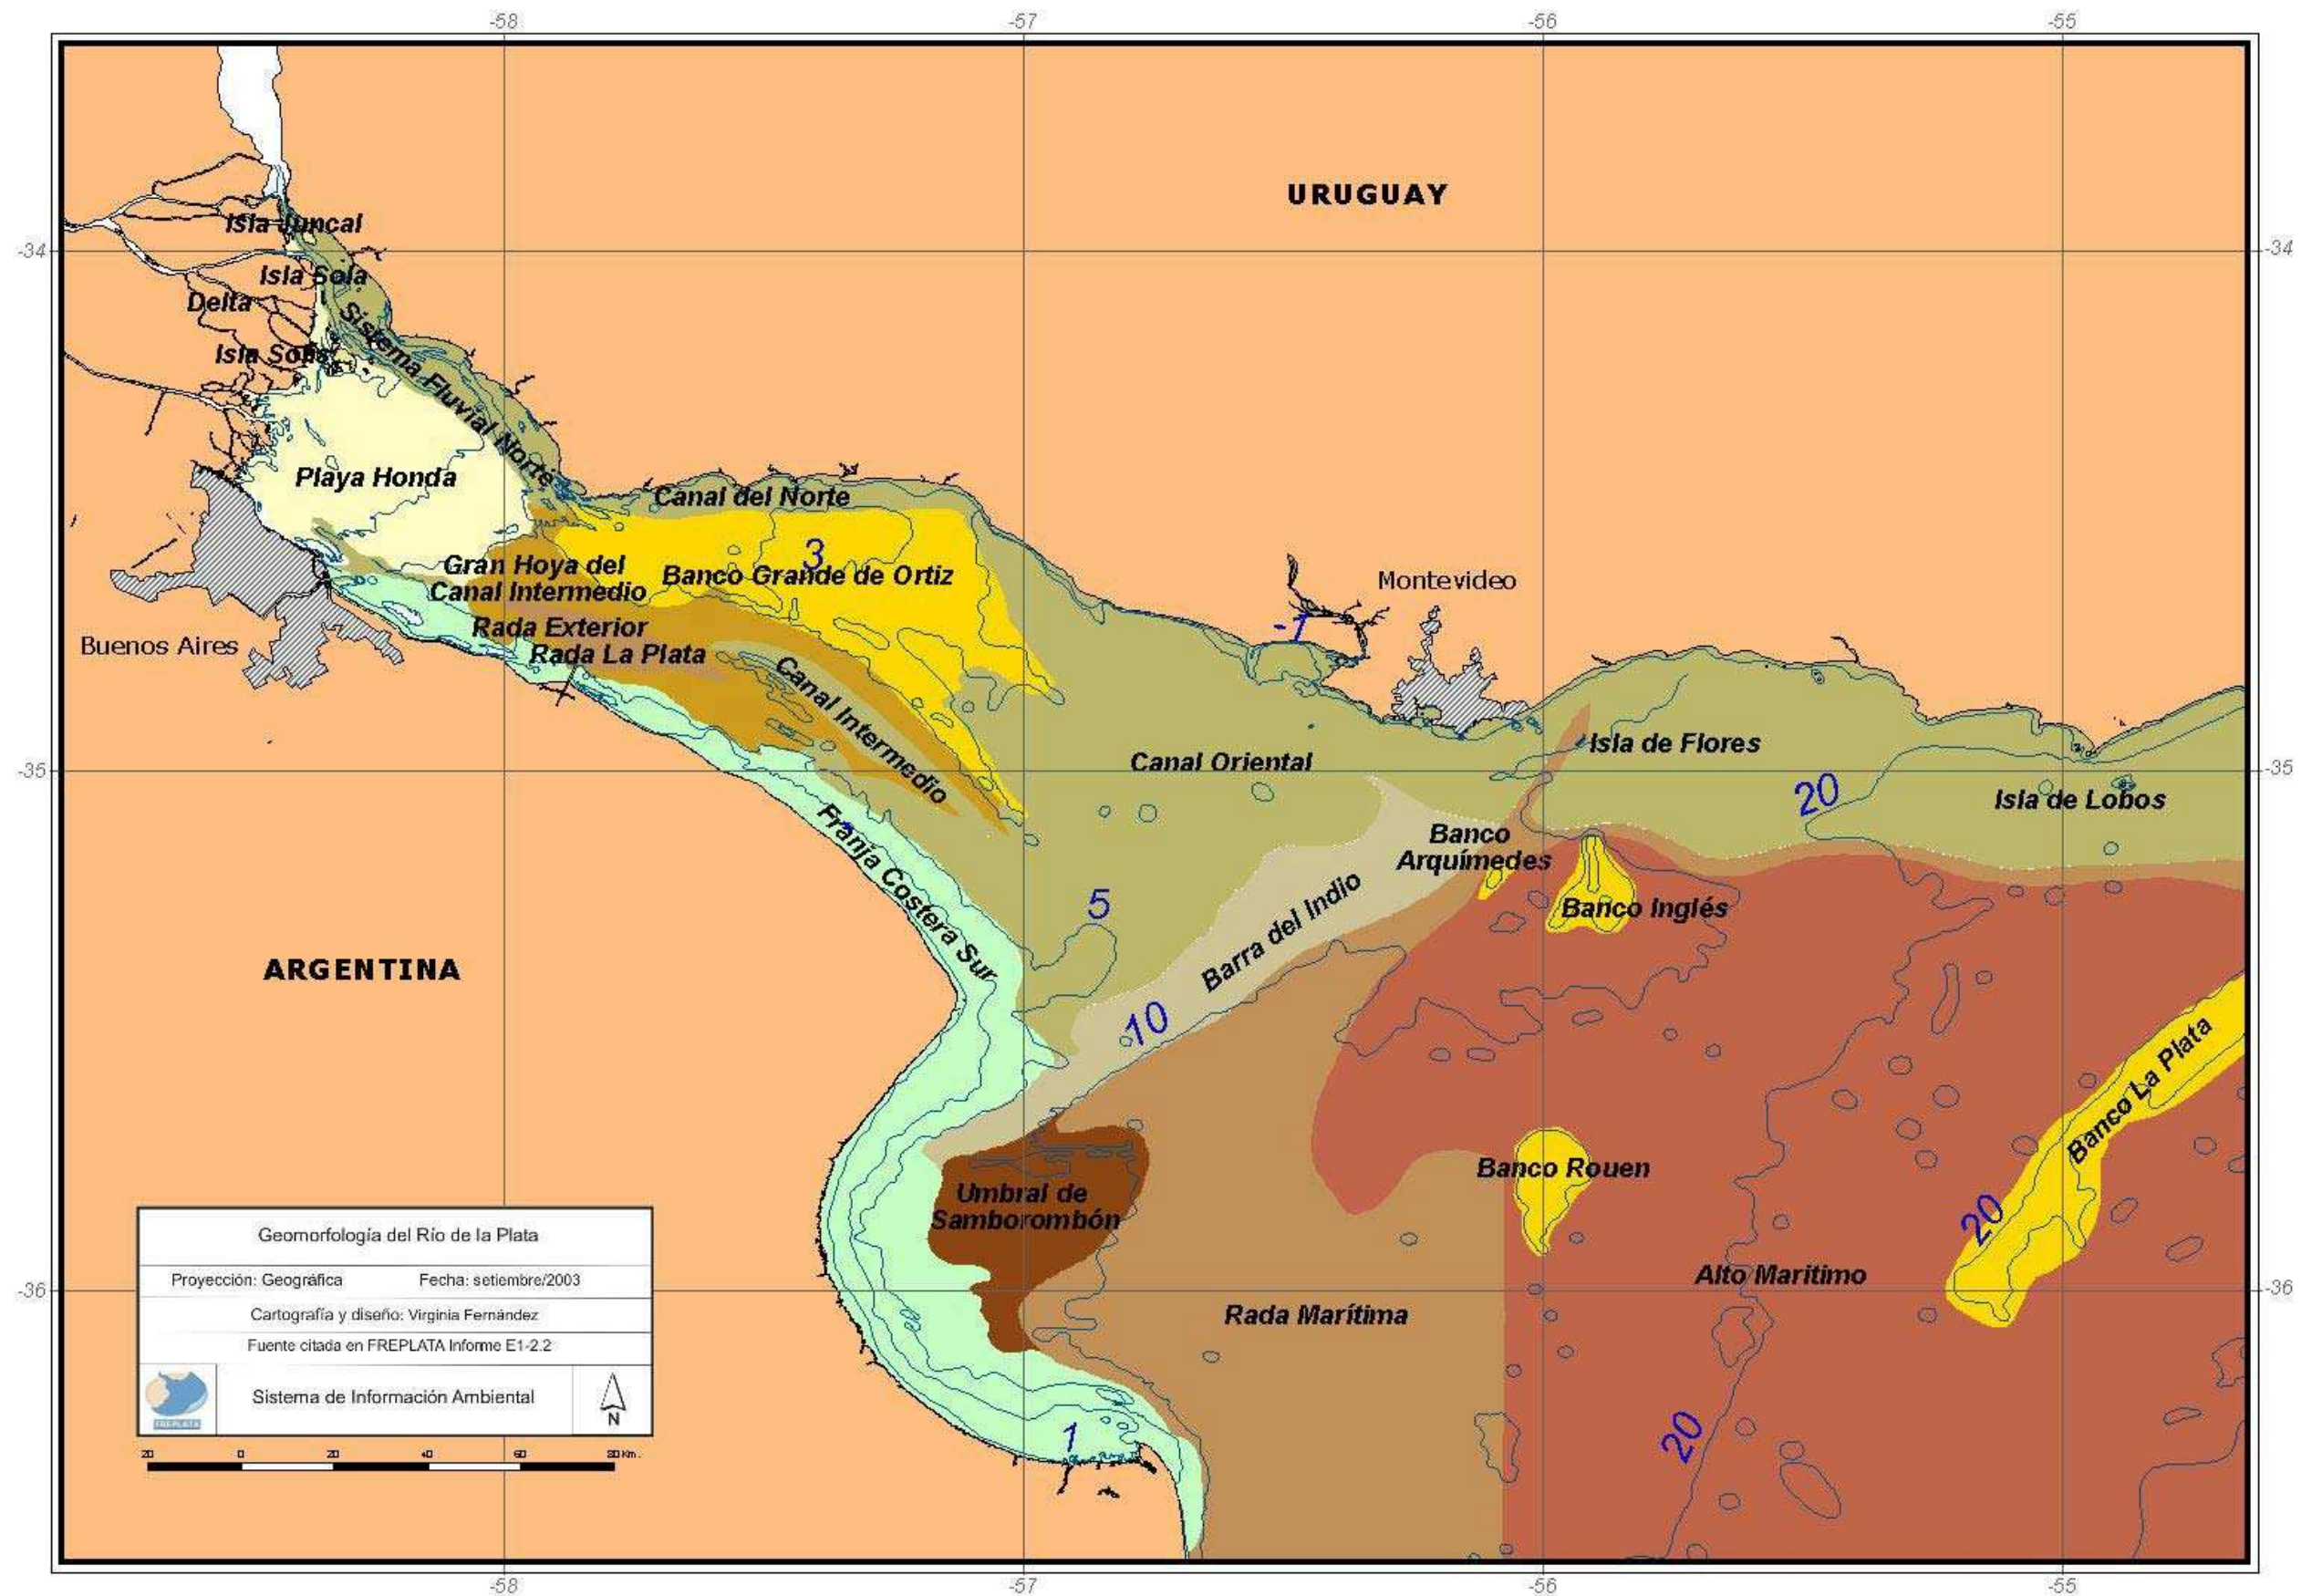 -58
-57
-56
-55
URUGUAY
Isla Juncal
-34
-34
Isla Sola
Delta
Isla Solis
Sistema Fluvial Norte
Playa Honda
Canal del Norte
3
Gran Hoya del
Canal Intermedio
Banco Grande de Ortiz
Montevideo
Rada Exterior
-1
Buenos Aires
Rada La Plata
Canal Intermedio
Isla de Flores
Canal Oriental
-35
-35
20
Isla de Lobos
Franja Costera Sur
Banco
Arquímedes
5
Barra del Indio
Banco Inglés
ARGENTINA
10
Banco La Plata
Banco Rouen
Umbral de
Samborombón
20
Alto Maritimo
-36
-36
Rada Marítima
1
20
Geomorfología del Río de la Plata
Proyección: Geográfica
Fecha: setiembre/2003
Cartografía y diseño: Virginia Fernández
Fuente citada en FREPLATA Informe E1-2.2
Sistema de Información Ambiental
FREPLATA
N
20 0 20 40 60 80 Km.
-58
-57
-56
-55